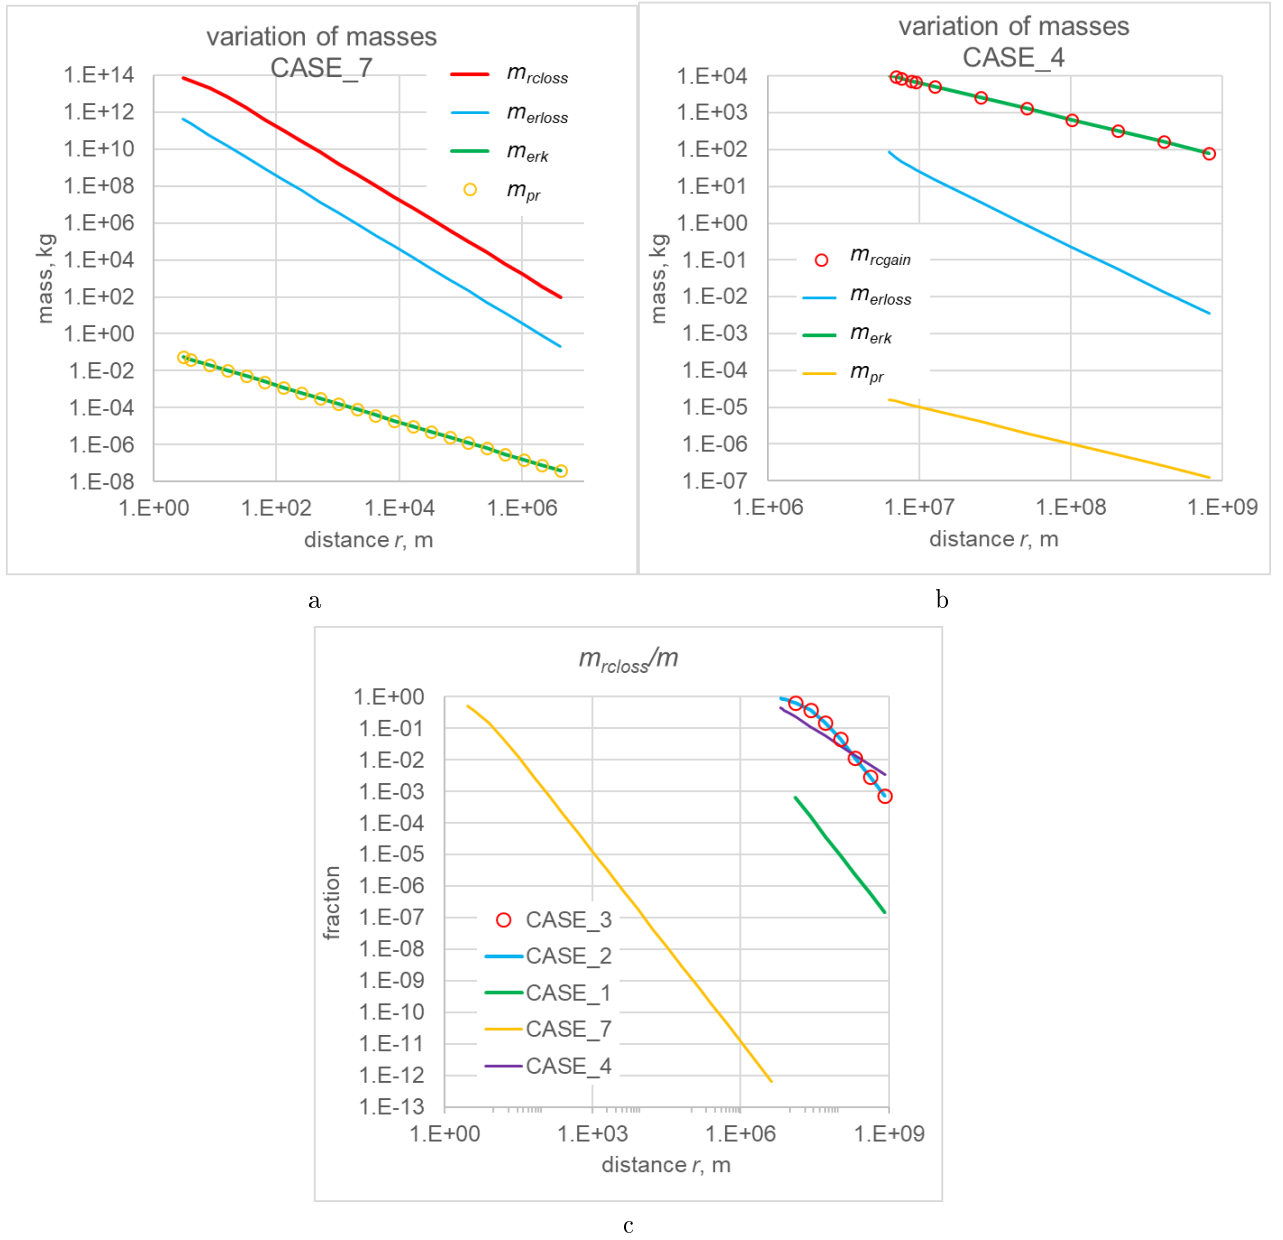 variation of masses
CASE_7
1.E+14
1.E+12
1.E+10
1.E+08
1.E+06
1.E+04
1.E+02
1.E+00
1.E-02
1.E-04
1.E-06
1.E-08
mass, kg
m_rcloss
m_erloss
m_erk
m_pr
1.E+00 1.E+02 1.E+04 1.E+06
distance r, m
a
variation of masses
CASE_4
1.E+04
1.E+03
1.E+02
1.E+01
1.E+00
1.E-01
1.E-02
1.E-03
1.E-04
1.E-05
1.E-06
1.E-07
mass, kg
m_rcgain
m_erloss
m_erk
m_pr
1.E+06 1.E+07 1.E+08 1.E+09
distance r, m
b
m_rcloss/m
1.E+00
1.E-01
1.E-02
1.E-03
1.E-04
1.E-05
1.E-06
1.E-07
1.E-08
1.E-09
1.E-10
1.E-11
1.E-12
1.E-13
fraction
CASE_3
CASE_2
CASE_1
CASE_7
CASE_4
1.E+00 1.E+03 1.E+06 1.E+09
distance r, m
c